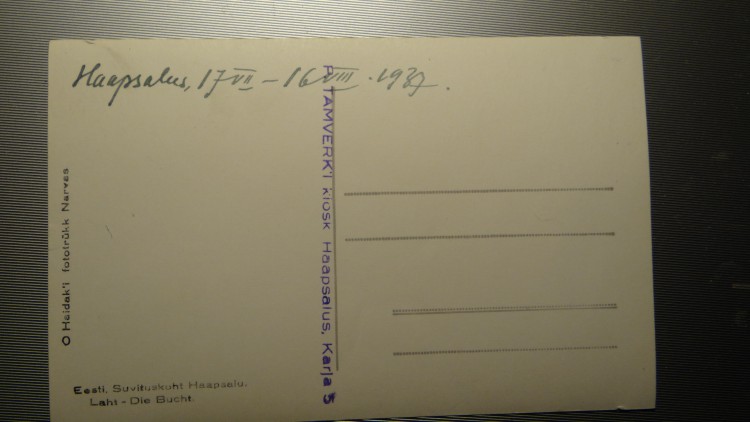 Haapsalus, 17 VII – 16 VIII . 1937.
O Heidak'i fototrükk Narvas
P. TAMVERK'I kiosk Haapsalus, Karja 5
Eesti, Suvituskoht Haapsalu.
Laht - Die Bucht.